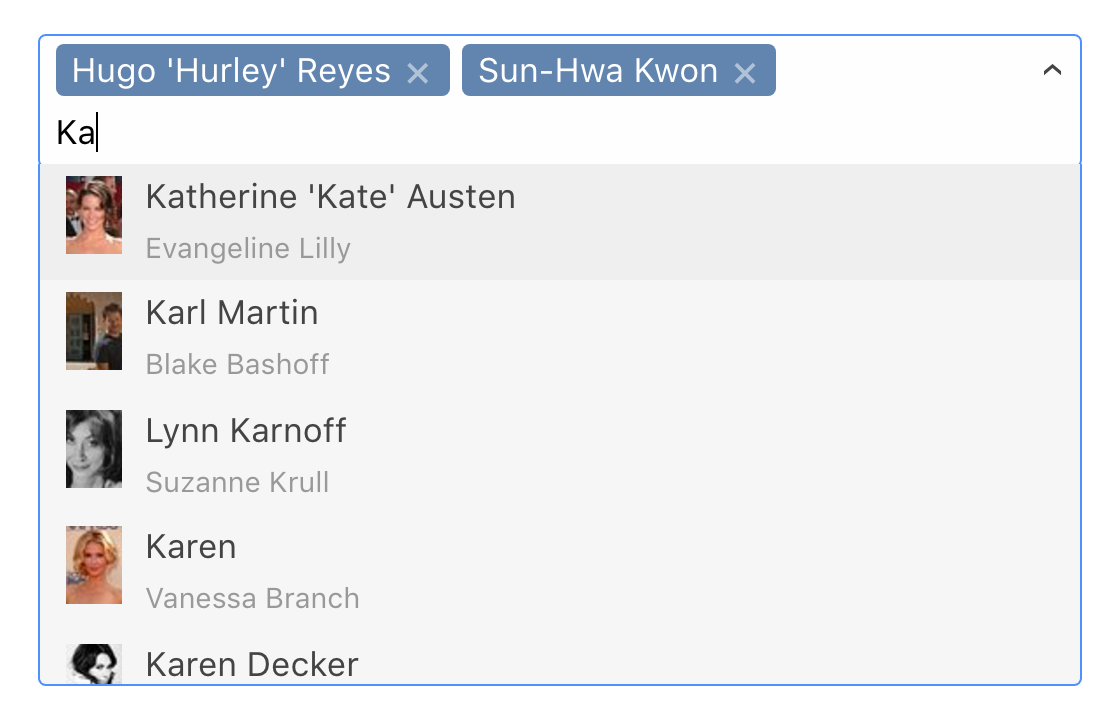 Hugo 'Hurley' Reyes × Sun-Hwa Kwon ×
Ka
Katherine 'Kate' Austen
Evangeline Lilly
Karl Martin
Blake Bashoff
Lynn Karnoff
Suzanne Krull
Karen
Vanessa Branch
Karen Decker